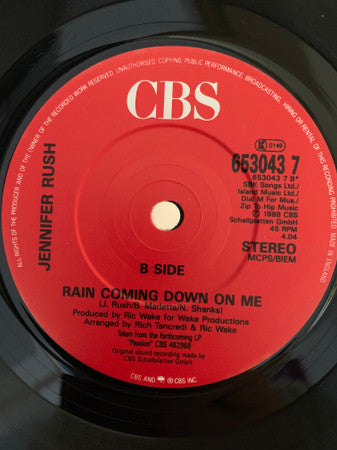 UNAUTHORISED COPYING, PUBLIC PERFORMANCE, BROADCASTING, HIRING OR RENTAL OF THIS RECORD PROHIBITED. MADE IN ENGLAND
ALL RIGHTS OF THE PRODUCER AND OF THE OWNER OF THE RECORDED WORK RESERVED
CBS
JENNIFER RUSH
0149
653043 7
653043 7 B*
SBK Songs Ltd./
Island Music Ltd./
Dial M For Mus./
Zip To Hip Music
℗ 1988 CBS
Schallplatten GmbH
45 RPM
4.04
STEREO
MCPS/BIEM
B SIDE
RAIN COMING DOWN ON ME
(J. Rush/B. Marlette/N. Shanks)
Produced by Ric Wake for Wake Productions
Arranged by Rich Tancredi & Ric Wake
Taken from the forthcoming LP
"Passion" CBS 462968
Original sound recording made by
CBS Schallplatten GmbH
CBS AND ® CBS INC.